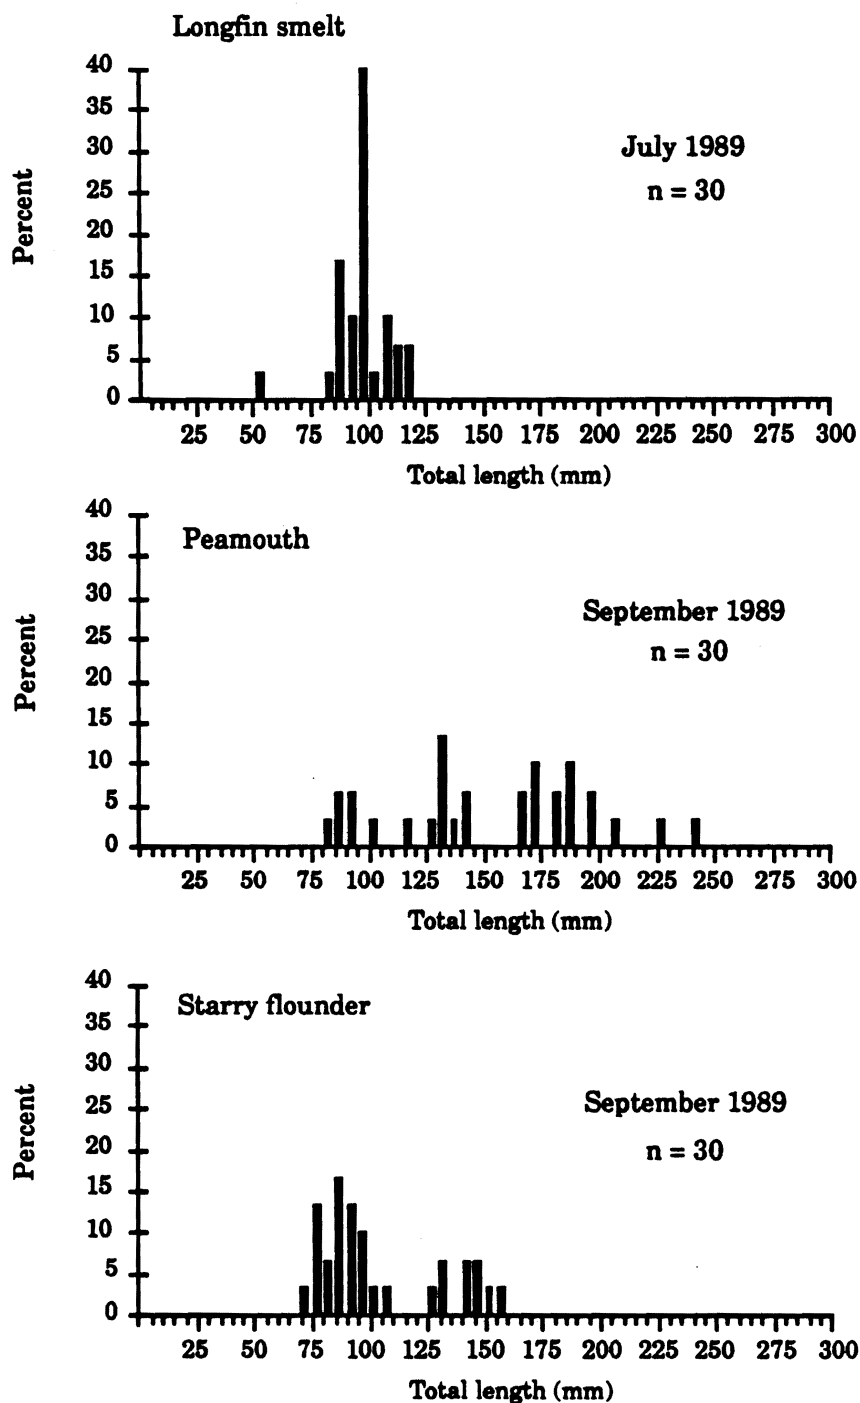 Longfin smelt
40
35
30
25
20
15
10
5
0
Percent
July 1989
n = 30
25 50 75 100 125 150 175 200 225 250 275 300
Total length (mm)
Peamouth
40
35
30
25
20
15
10
5
0
Percent
September 1989
n = 30
25 50 75 100 125 150 175 200 225 250 275 300
Total length (mm)
Starry flounder
40
35
30
25
20
15
10
5
0
Percent
September 1989
n = 30
25 50 75 100 125 150 175 200 225 250 275 300
Total length (mm)